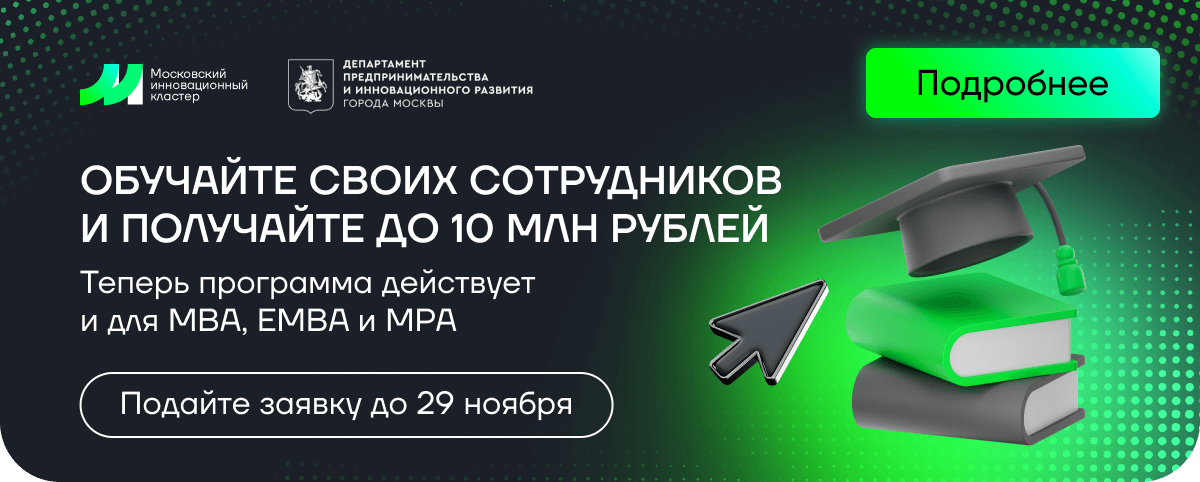 Московский
инновационный
кластер
ДЕПАРТАМЕНТ
ПРЕДПРИНИМАТЕЛЬСТВА
И ИННОВАЦИОННОГО РАЗВИТИЯ
ГОРОДА МОСКВЫ
Подробнее
ОБУЧАЙТЕ СВОИХ СОТРУДНИКОВ
И ПОЛУЧАЙТЕ ДО 10 МЛН РУБЛЕЙ
Теперь программа действует
и для MBA, EMBA и MPA
Подайте заявку до 29 ноября